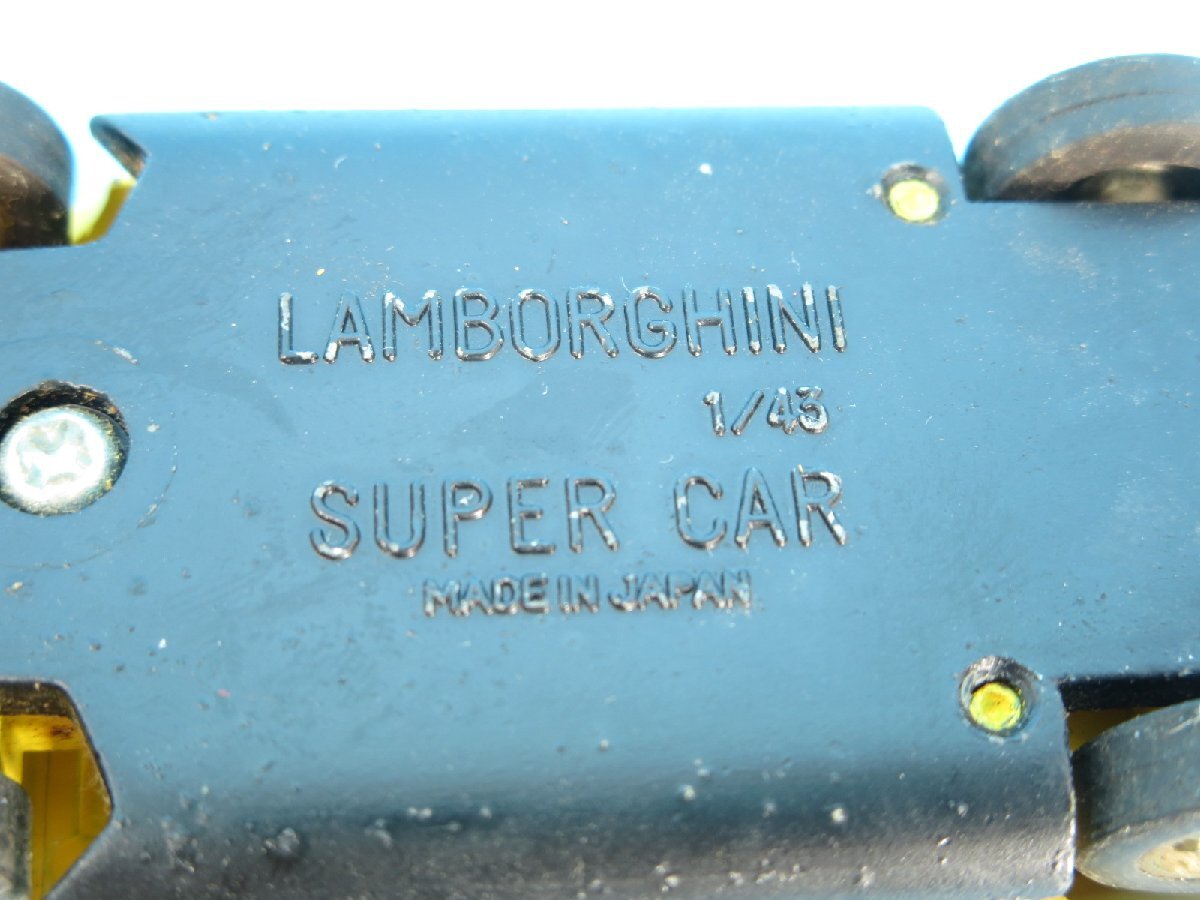 LAMBORGHINI
1/43
SUPER CAR
MADE IN JAPAN